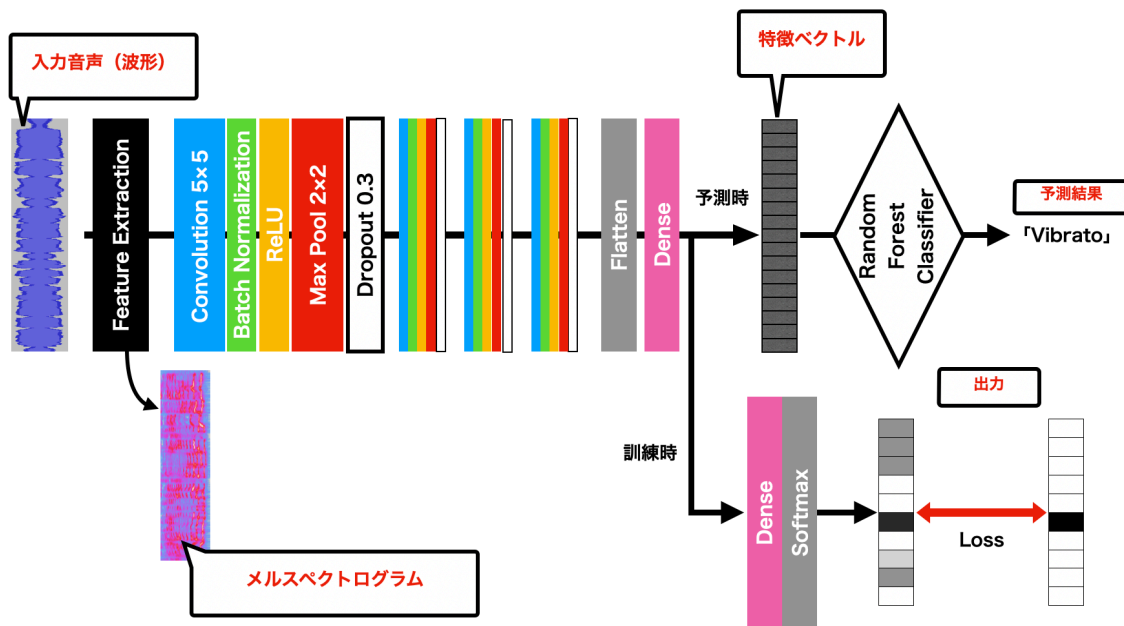 入力音声（波形）
特徴ベクトル
Feature Extraction
Convolution 5×5
Batch Normalization
ReLU
Max Pool 2×2
Dropout 0.3
Flatten
Dense
予測時
Random
Forest
Classifier
予測結果
「Vibrato」
メルスペクトログラム
訓練時
Dense
Softmax
出力
Loss